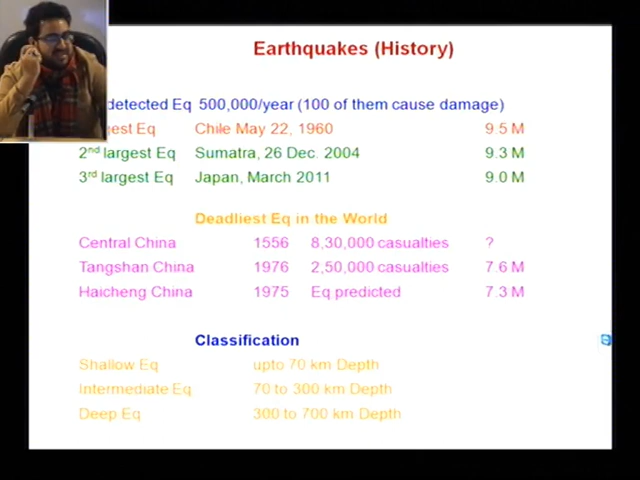 Earthquakes (History)
detected Eq 500,000/year (100 of them cause damage)
Eq Chile May 22, 1960 9.5 M
2nd largest Eq Sumatra, 26 Dec. 2004 9.3 M
3rd largest Eq Japan, March 2011 9.0 M
Deadliest Eq in the World
Central China 1556 8,30,000 casualties ?
Tangshan China 1976 2,50,000 casualties 7.6 M
Haicheng China 1975 Eq predicted 7.3 M
Classification
Shallow Eq upto 70 km Depth
Intermediate Eq 70 to 300 km Depth
Deep Eq 300 to 700 km Depth